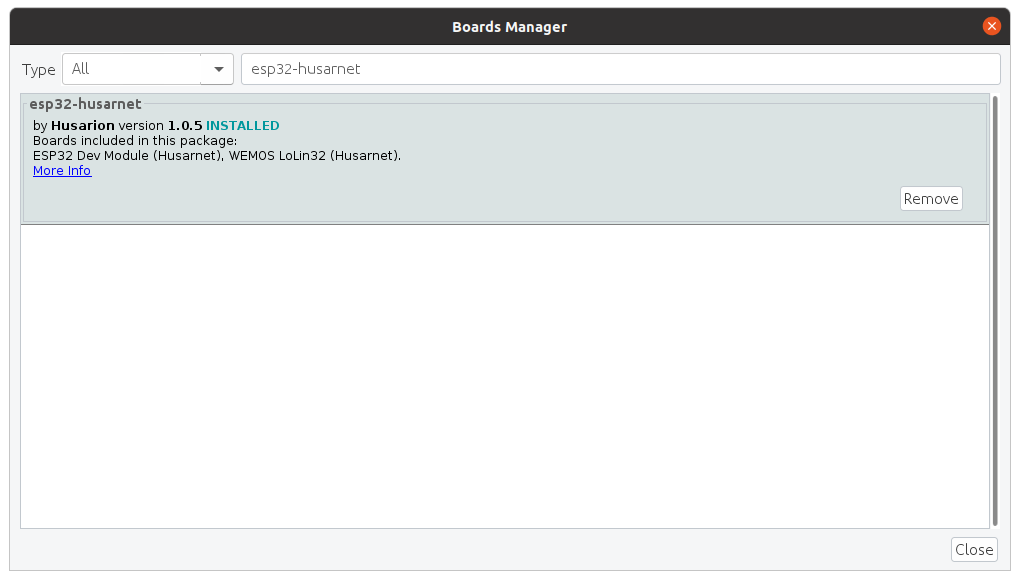 Boards Manager
Type All esp32-husarnet
esp32-husarnet
by Husarion version 1.0.5 INSTALLED
Boards included in this package:
ESP32 Dev Module (Husarnet), WEMOS LoLin32 (Husarnet).
More Info
Remove
Close